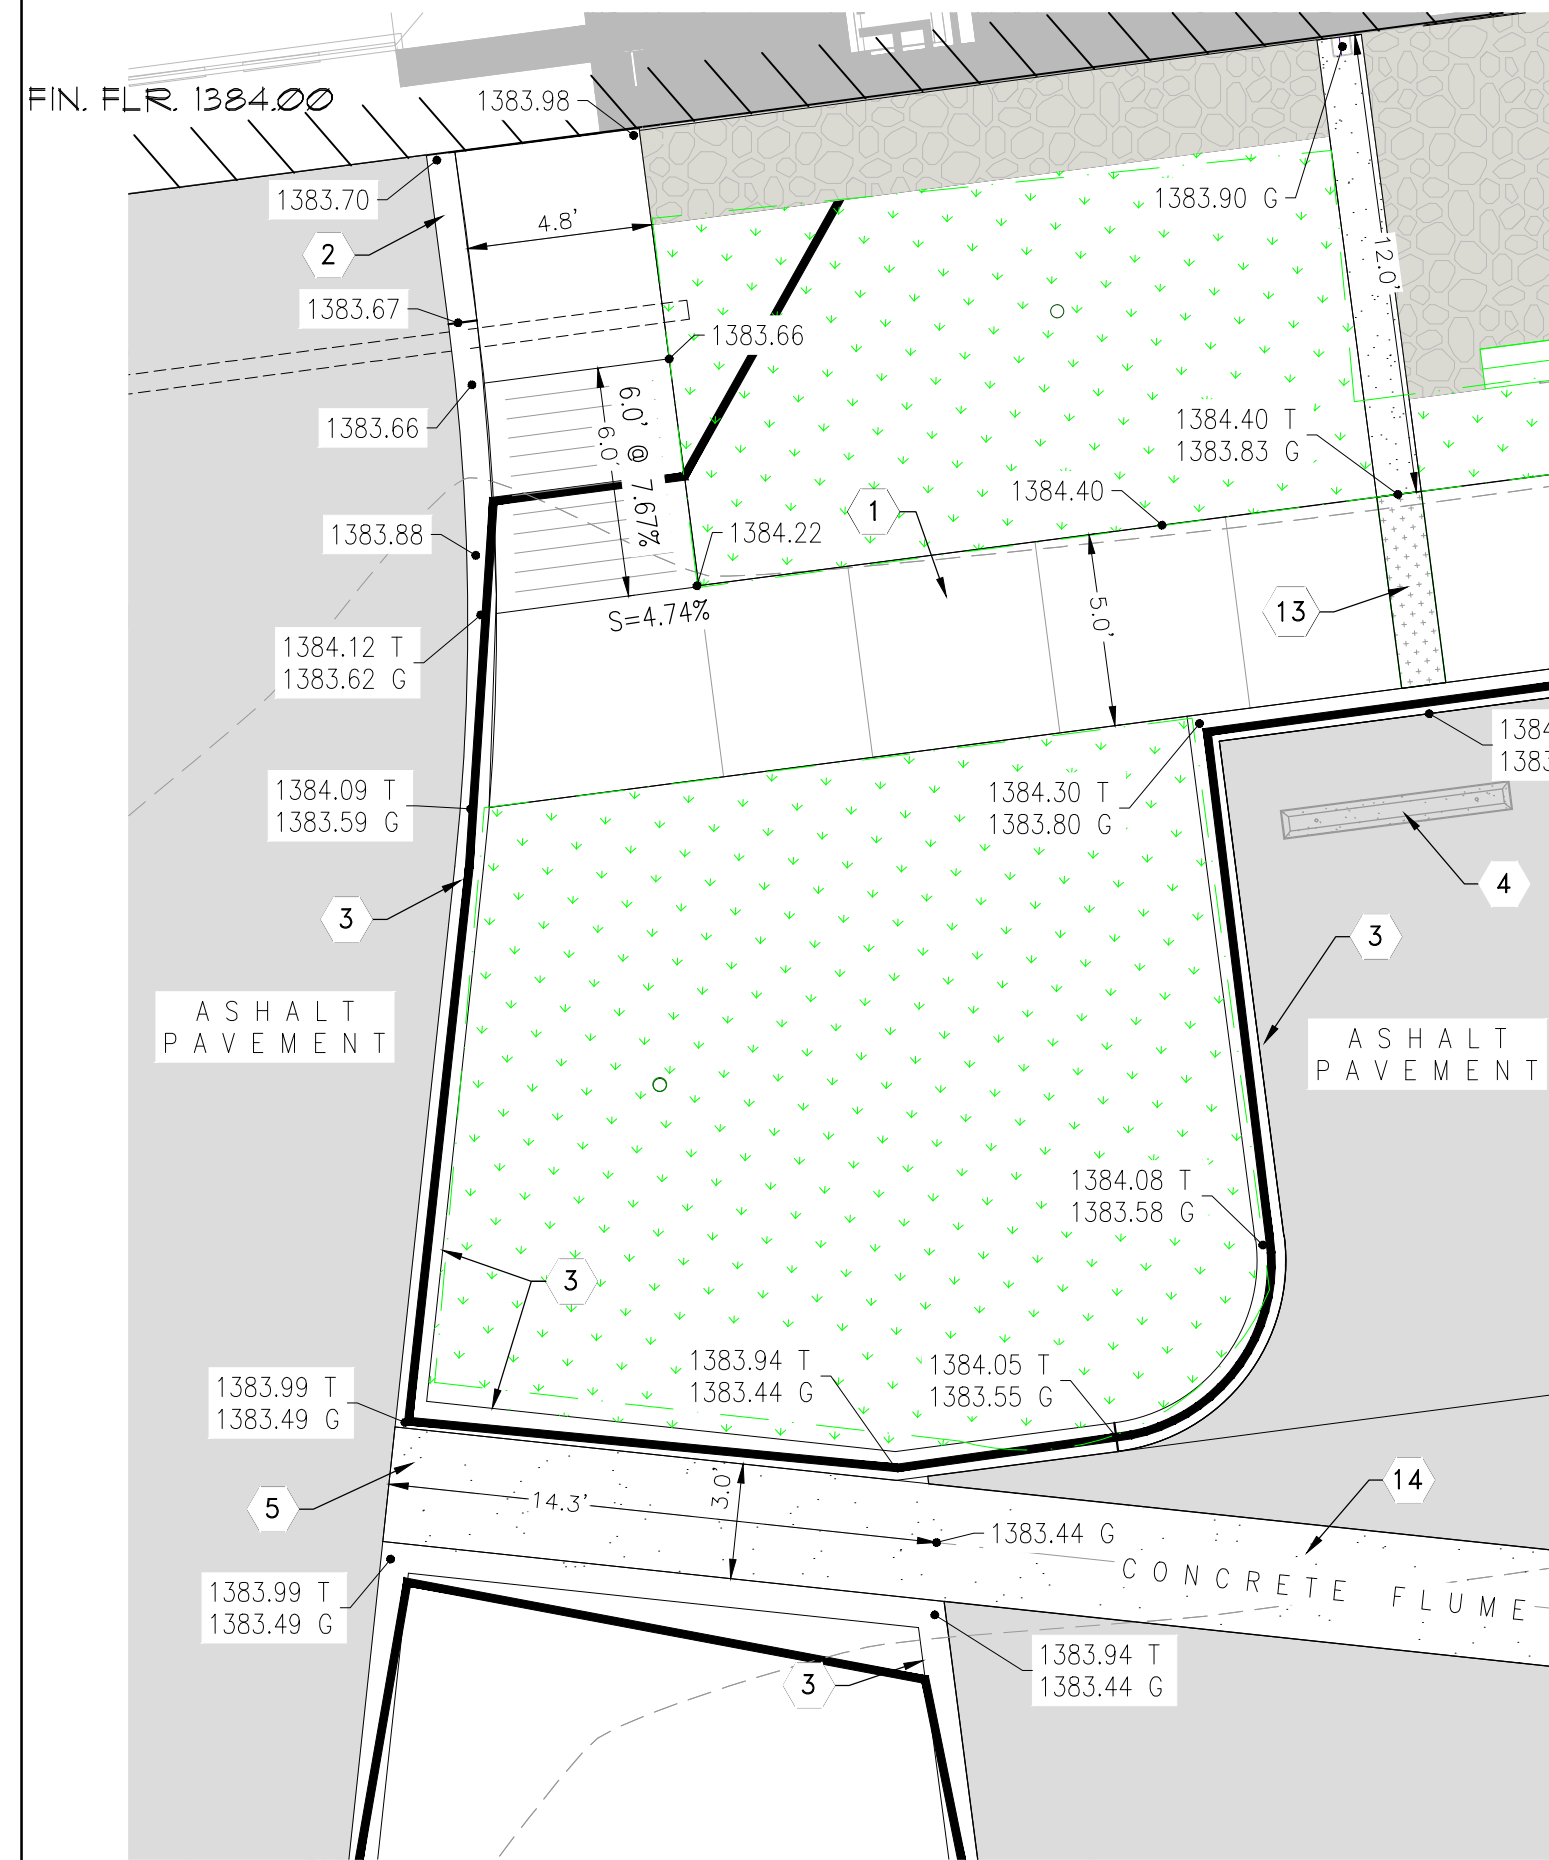 FIN. FLR. 1384.00
1383.98
1383.70
2
4.8'
1383.90 G
12.0'
1383.67
1383.66
1383.66
6.0' @ 7.67%
6.0'
1384.40 T
1383.83 G
1384.40
1
1383.88
1384.22
S=4.74%
5.0'
13
1384.12 T
1383.62 G
1384.09 T
1383.59 G
1384.30 T
1383.80 G
1384
1383
4
3
3
ASHALT
PAVEMENT
ASHALT
PAVEMENT
1384.08 T
1383.58 G
3
1383.94 T
1383.44 G
1384.05 T
1383.55 G
1383.99 T
1383.49 G
5
14.3'
3.0'
1383.44 G
14
CONCRETE FLUME
1383.99 T
1383.49 G
3
1383.94 T
1383.44 G